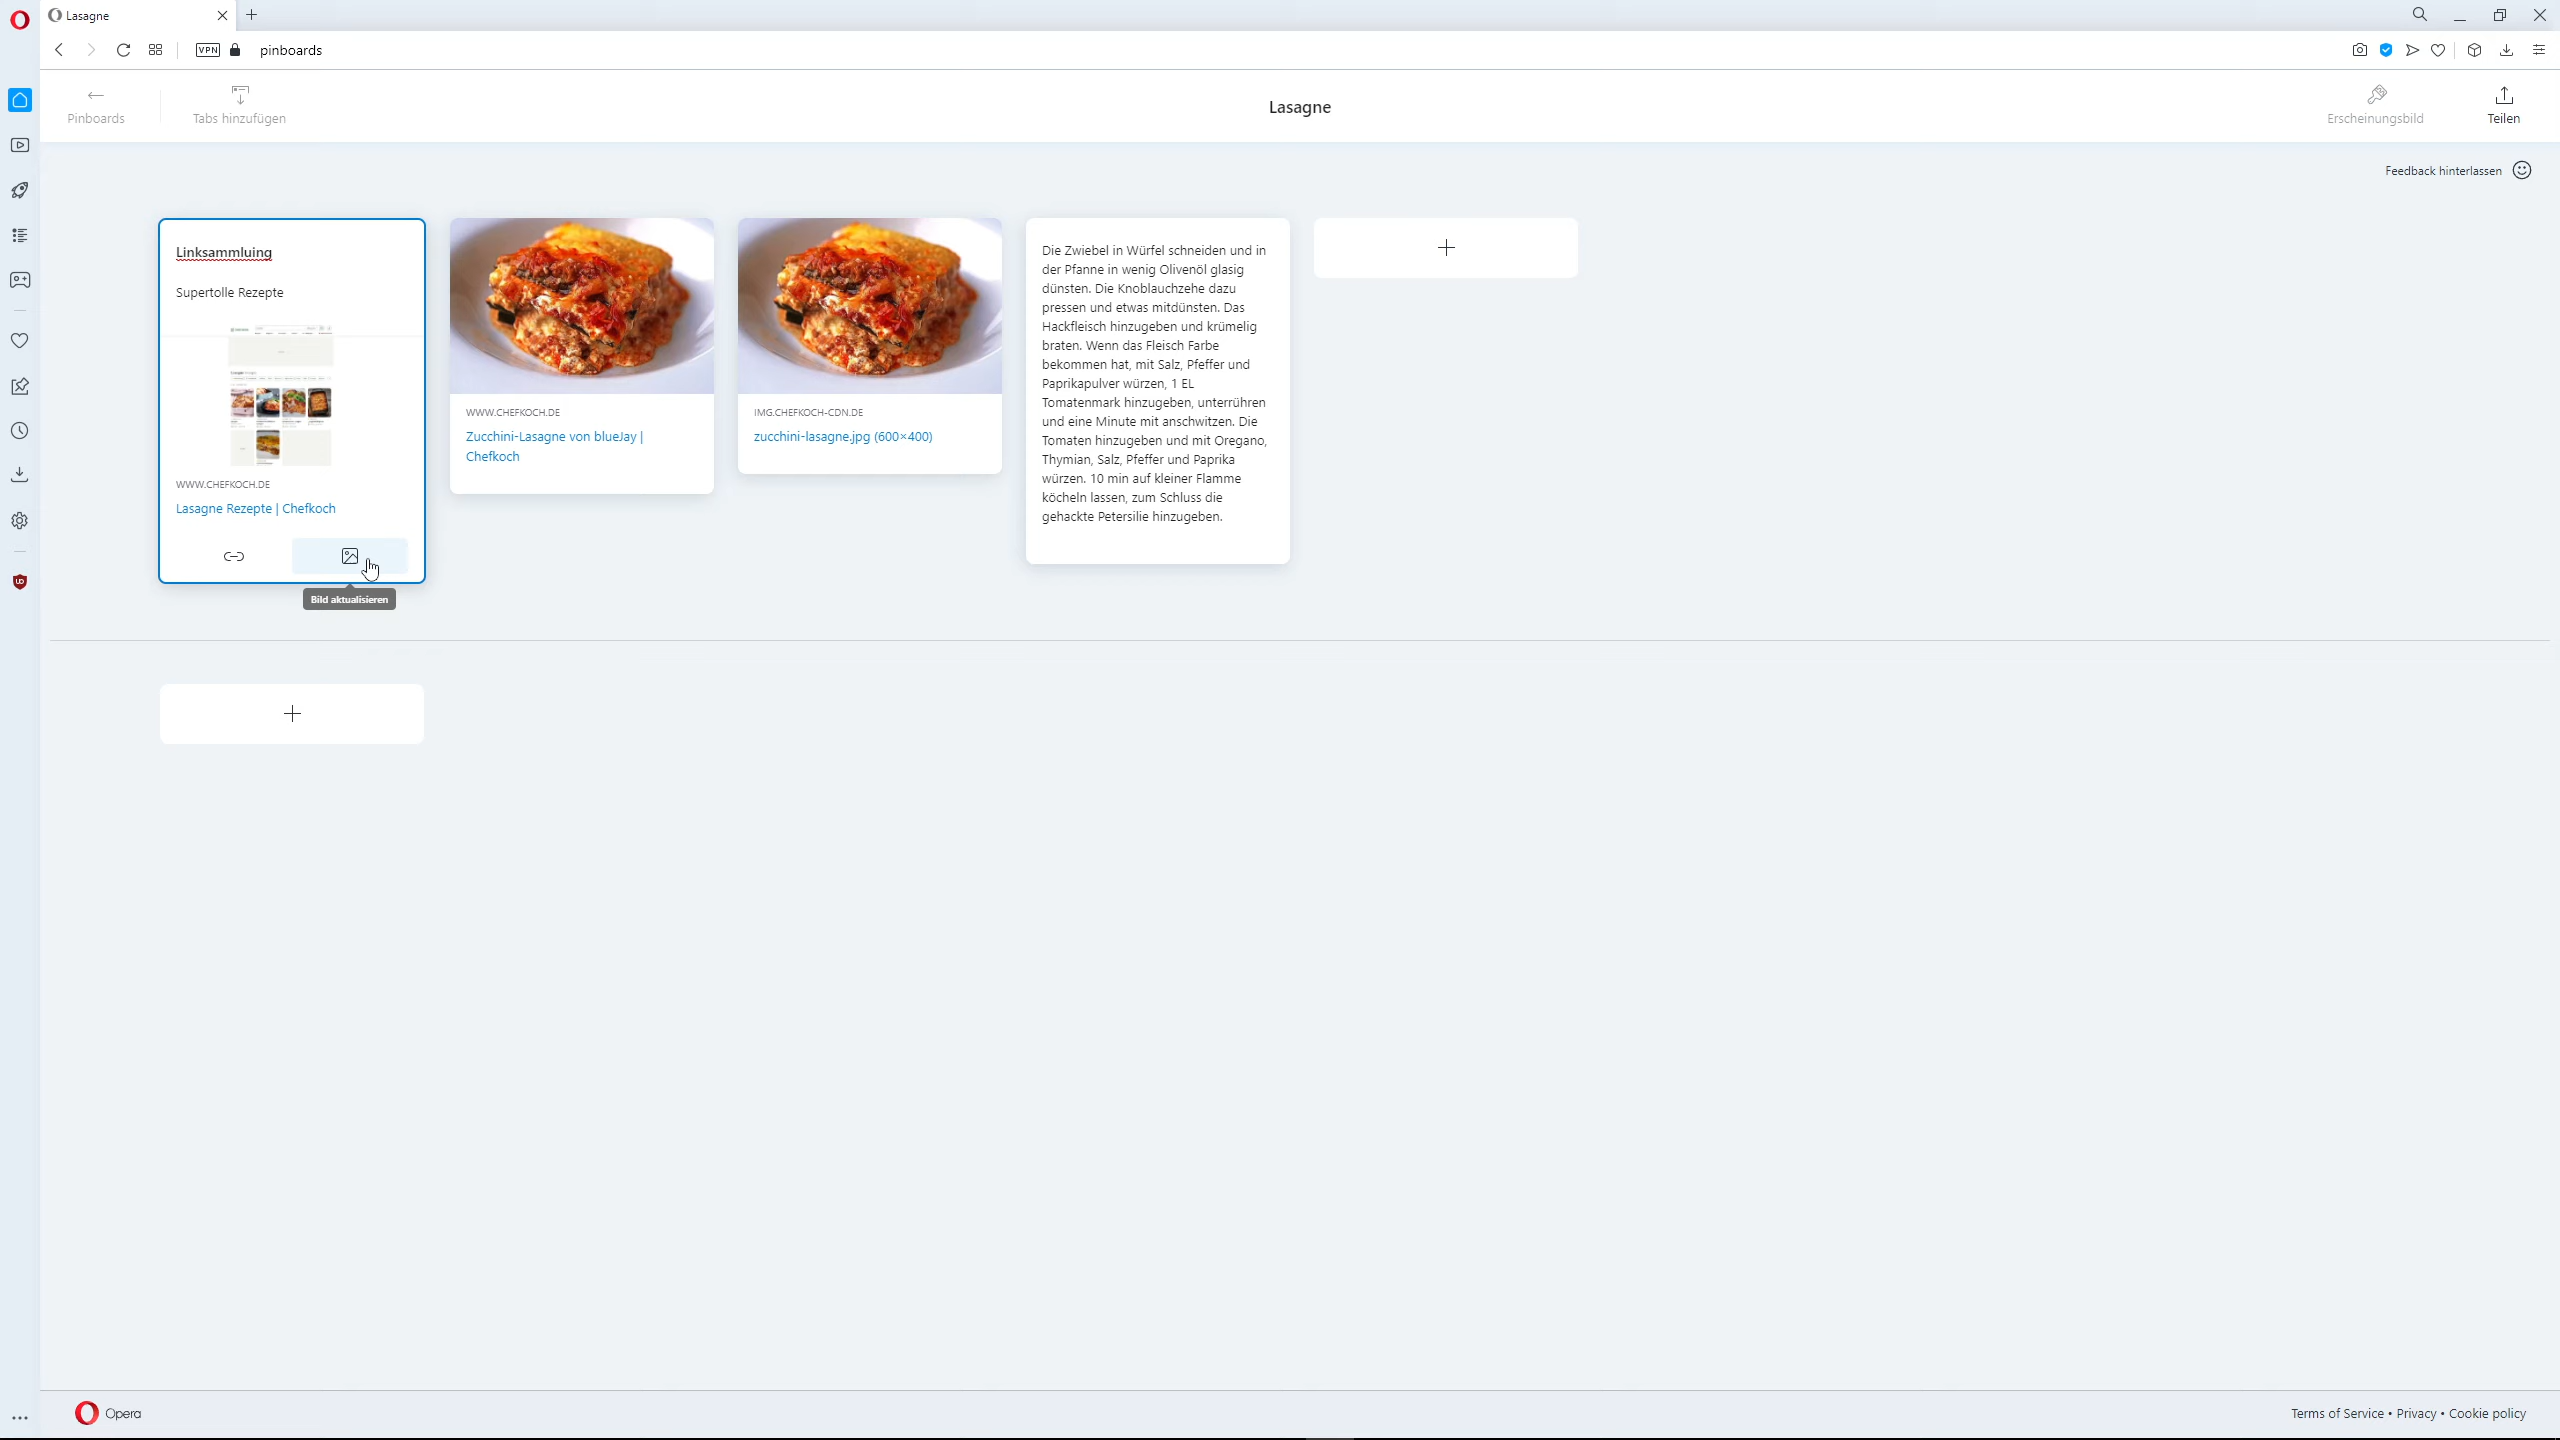 Lasagne
VPN
pinboards
Pinboards
Tabs hinzufügen
Lasagne
Erscheinungsbild
Teilen
Feedback hinterlassen
Linksammluing
Supertolle Rezepte
WWW.CHEFKOCH.DE
Lasagne Rezepte | Chefkoch
Bild aktualisieren
WWW.CHEFKOCH.DE
Zucchini-Lasagne von blueJay |
Chefkoch
IMG.CHEFKOCH-CDN.DE
zucchini-lasagne.jpg (600×400)
Die Zwiebel in Würfel schneiden und in
der Pfanne in wenig Olivenöl glasig
dünsten. Die Knoblauchzehe dazu
pressen und etwas mitdünsten. Das
Hackfleisch hinzugeben und krümelig
braten. Wenn das Fleisch Farbe
bekommen hat, mit Salz, Pfeffer und
Paprikapulver würzen, 1 EL
Tomatenmark hinzugeben, unterrühren
und eine Minute mit anschwitzen. Die
Tomaten hinzugeben und mit Oregano,
Thymian, Salz, Pfeffer und Paprika
würzen. 10 min auf kleiner Flamme
köcheln lassen, zum Schluss die
gehackte Petersilie hinzugeben.
Opera
Terms of Service • Privacy • Cookie policy